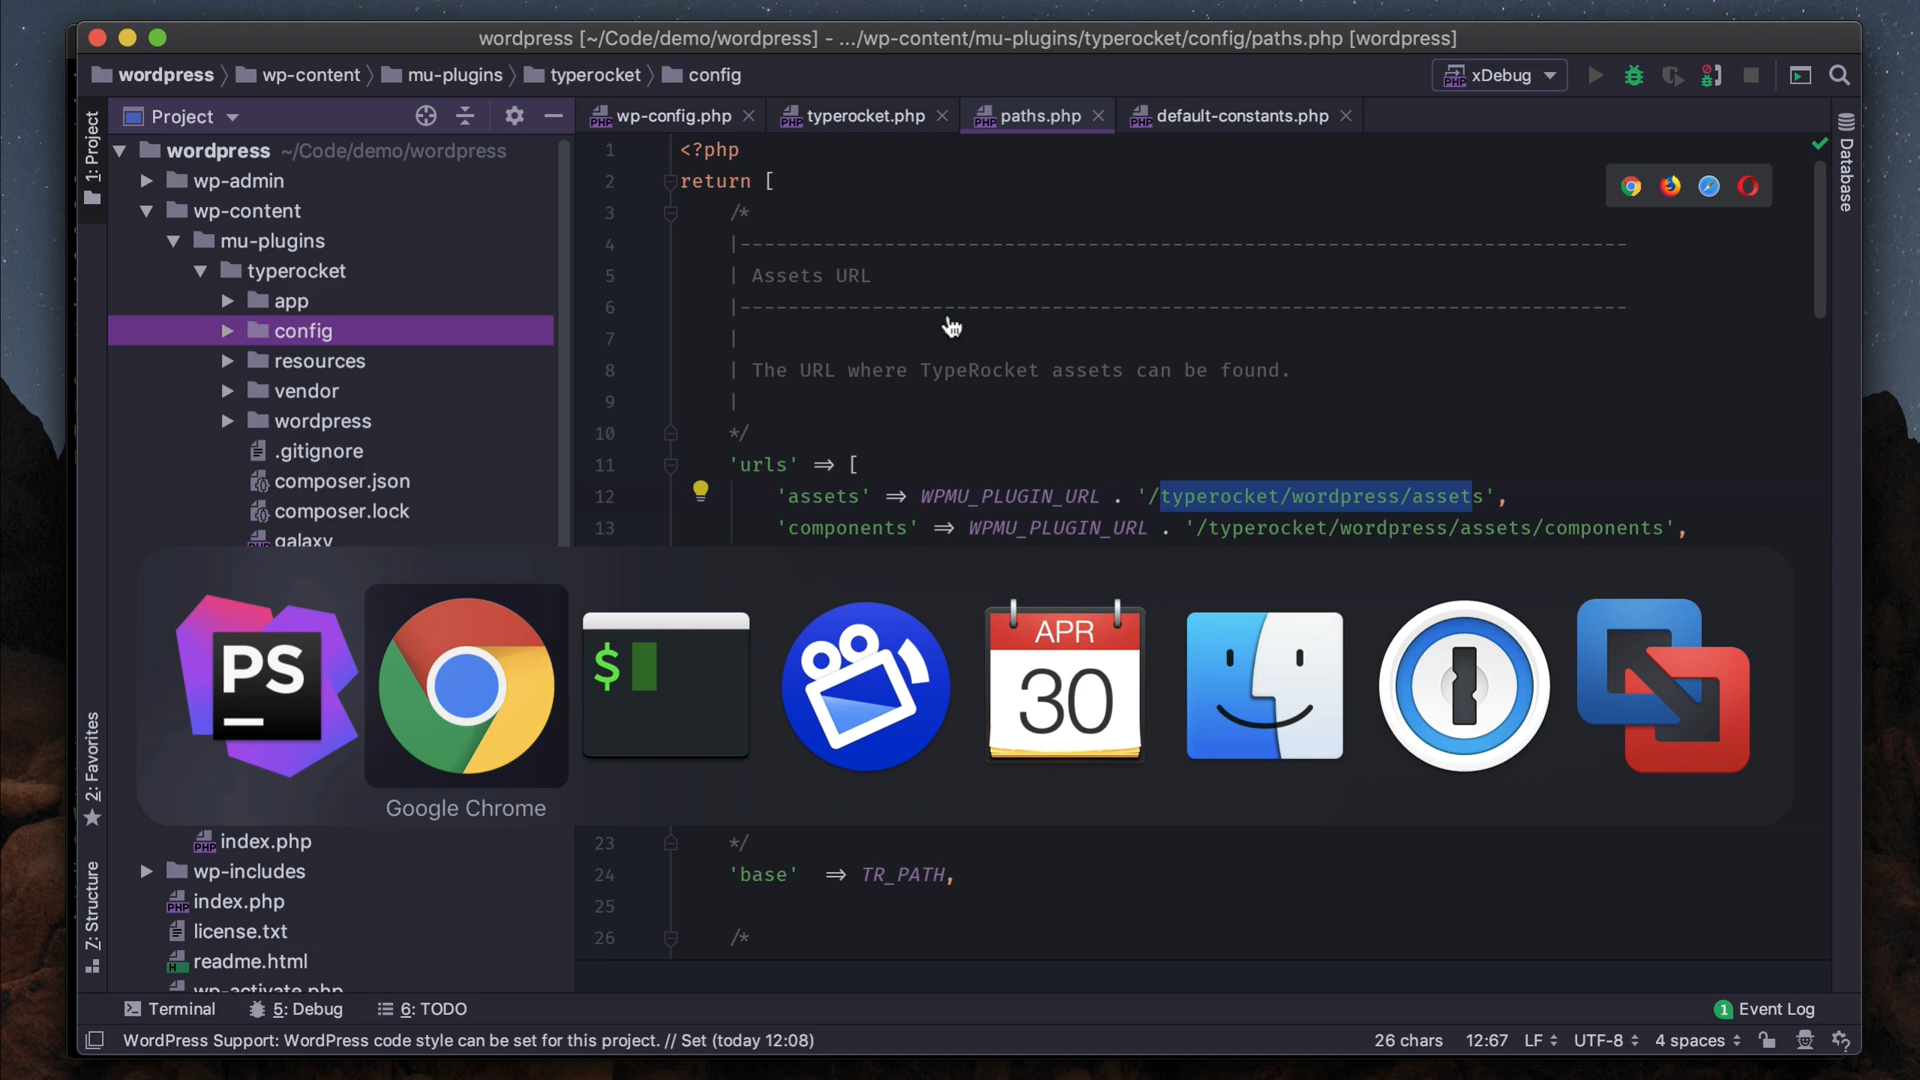 wordpress [~/Code/demo/wordpress] - .../wp-content/mu-plugins/typerocket/config/paths.php [wordpress]
wordpress wp-content mu-plugins typerocket config
xDebug
1: Project
Project
wp-config.php typerocket.php paths.php default-constants.php
Database
wordpress ~/Code/demo/wordpress
wp-admin
wp-content
mu-plugins
typerocket
app
config
resources
vendor
wordpress
.gitignore
composer.json
composer.lock
galaxy
1 <?php
2 return [
3 /*
4 |--------------------------------------------------------------------------
5 | Assets URL
6 |--------------------------------------------------------------------------
7 |
8 | The URL where TypeRocket assets can be found.
9 |
10 */
11 'urls' => [
12 'assets' => WPMU_PLUGIN_URL . '/typerocket/wordpress/assets',
13 'components' => WPMU_PLUGIN_URL . '/typerocket/wordpress/assets/components',
PS
$
APR
30
Google Chrome
2: Favorites
Z: Structure
index.php
wp-includes
index.php
license.txt
readme.html
wp-activate.php
23 */
24 'base' => TR_PATH,
25
26 /*
Terminal 5: Debug 6: TODO
1 Event Log
WordPress Support: WordPress code style can be set for this project. // Set (today 12:08)
26 chars 12:67 LF UTF-8 4 spaces